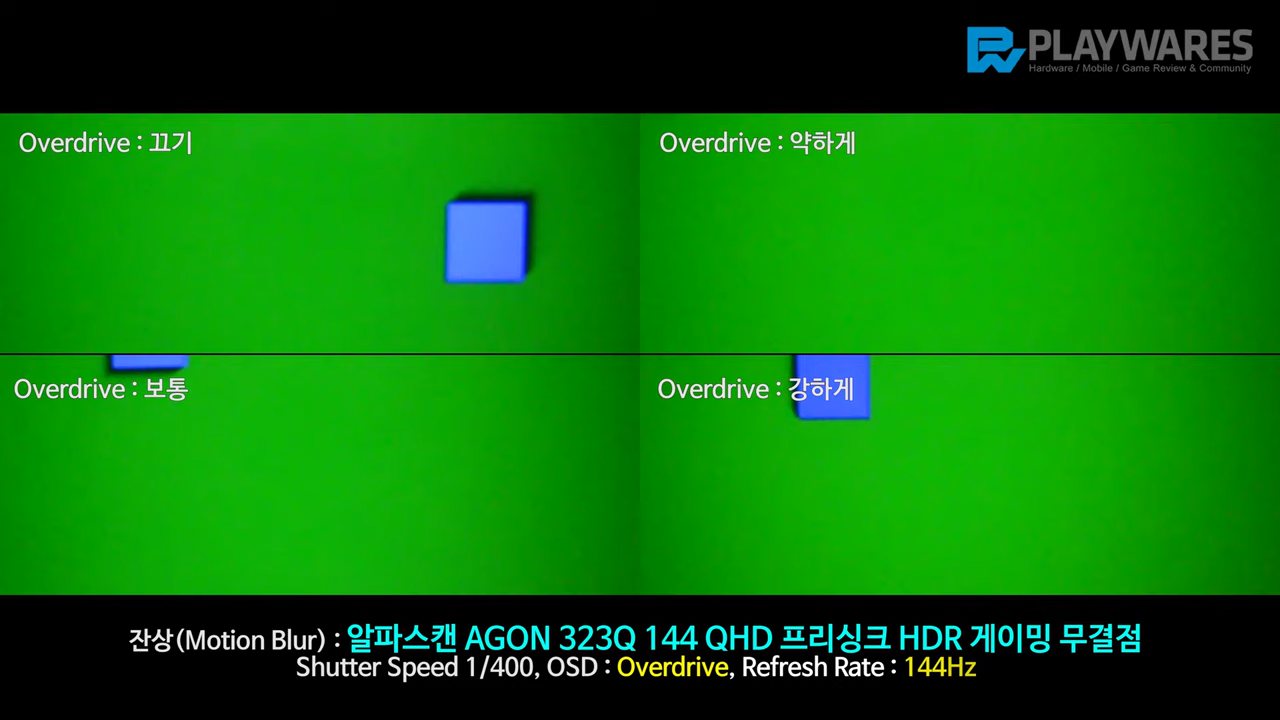 PLAYWARES
Hardware / Mobile / Game Review & Community
Overdrive : 끄기
Overdrive : 약하게
Overdrive : 보통
Overdrive : 강하게
잔상(Motion Blur) : 알파스캔 AGON 323Q 144 QHD 프리싱크 HDR 게이밍 무결점
Shutter Speed 1/400, OSD : Overdrive, Refresh Rate : 144Hz